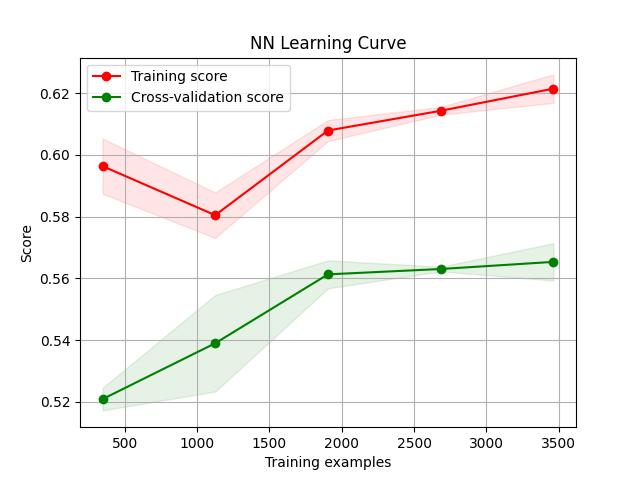 NN Learning Curve
Training score
Cross-validation score
0.62
0.60
0.58
0.56
0.54
0.52
Score
500 1000 1500 2000 2500 3000 3500
Training examples